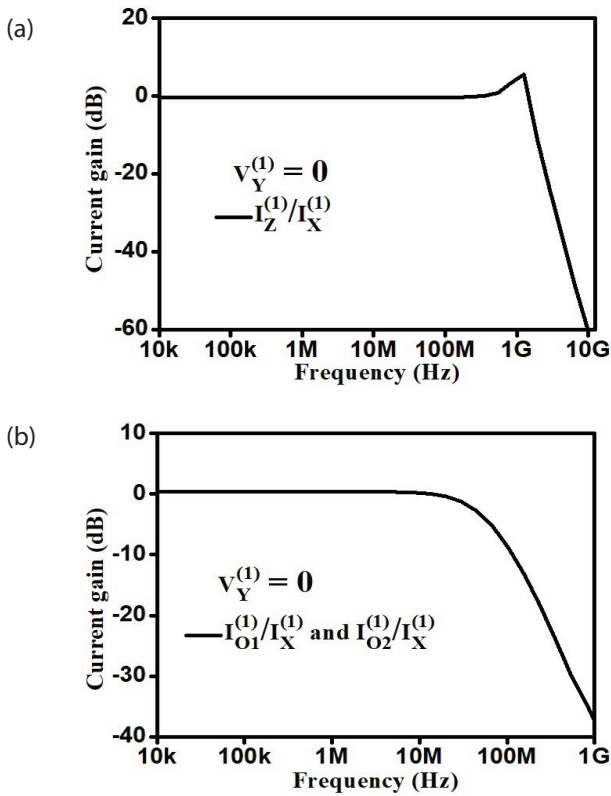 (a)
20
0
-20
-40
-60
Current gain (dB)
V_Y^(1) = 0
I_Z^(1)/I_X^(1)
10k 100k 1M 10M 100M 1G 10G
Frequency (Hz)
(b)
10
0
-10
-20
-30
-40
Current gain (dB)
V_Y^(1) = 0
I_O1^(1)/I_X^(1) and I_O2^(1)/I_X^(1)
10k 100k 1M 10M 100M 1G
Frequency (Hz)